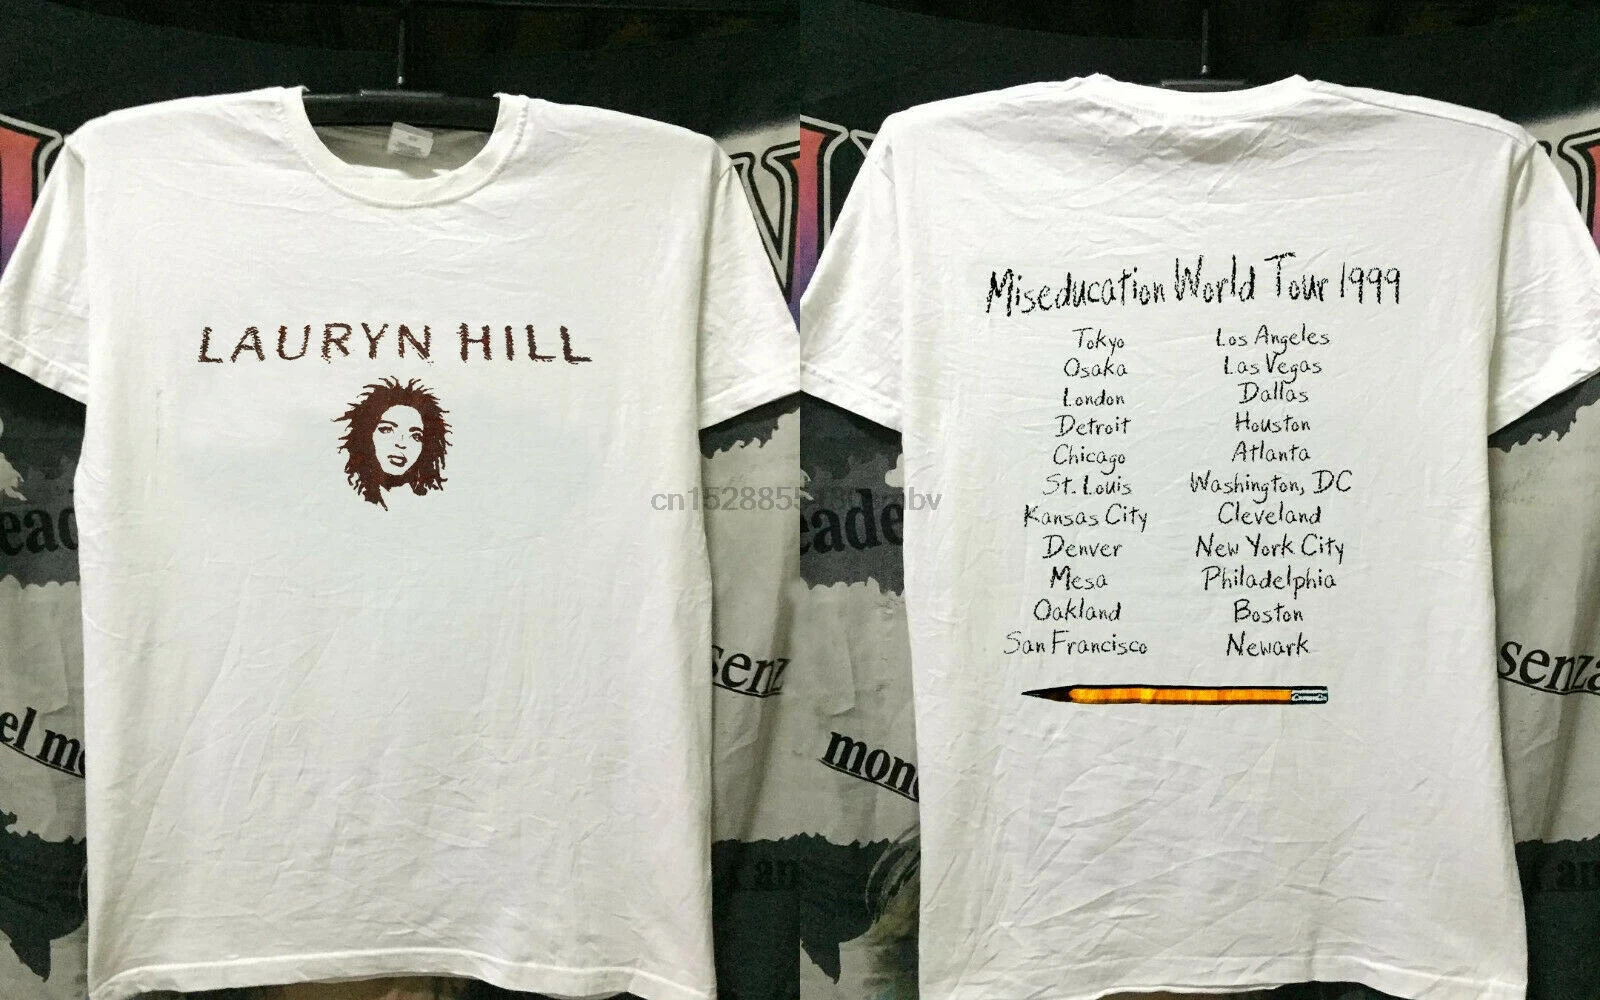 LAURYN HILL
Miseducation World Tour 1999
Tokyo
Osaka
London
Detroit
Chicago
St. Louis
Kansas City
Denver
Mesa
Oakland
San Francisco
Los Angeles
Las Vegas
Dallas
Houston
Atlanta
Washington, DC
Cleveland
New York City
Philadelphia
Boston
Newark